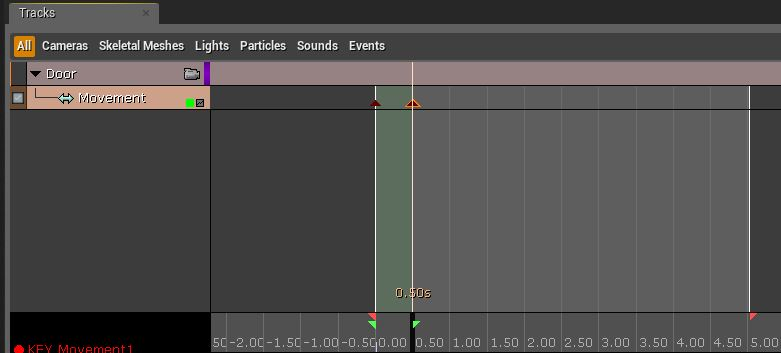 Tracks ×
All Cameras Skeletal Meshes Lights Particles Sounds Events
Door
Movement
0.50s
50 -2.00 -1.50 -1.00 -0.50 0.00 0.50 1.00 1.50 2.00 2.50 3.00 3.50 4.00 4.50 5.00
KEY Movement1